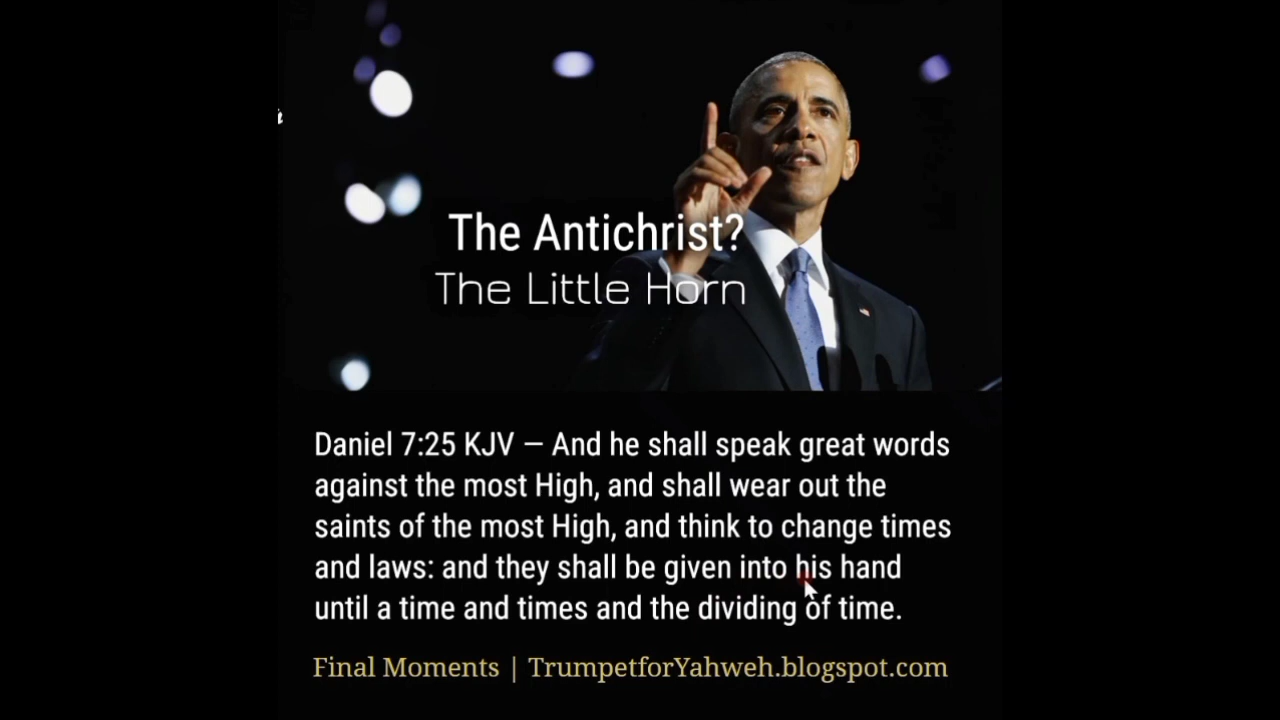 The Antichrist?
The Little Horn
Daniel 7:25 KJV — And he shall speak great words
against the most High, and shall wear out the
saints of the most High, and think to change times
and laws: and they shall be given into his hand
until a time and times and the dividing of time.
Final Moments | TrumpetforYahweh.blogspot.com